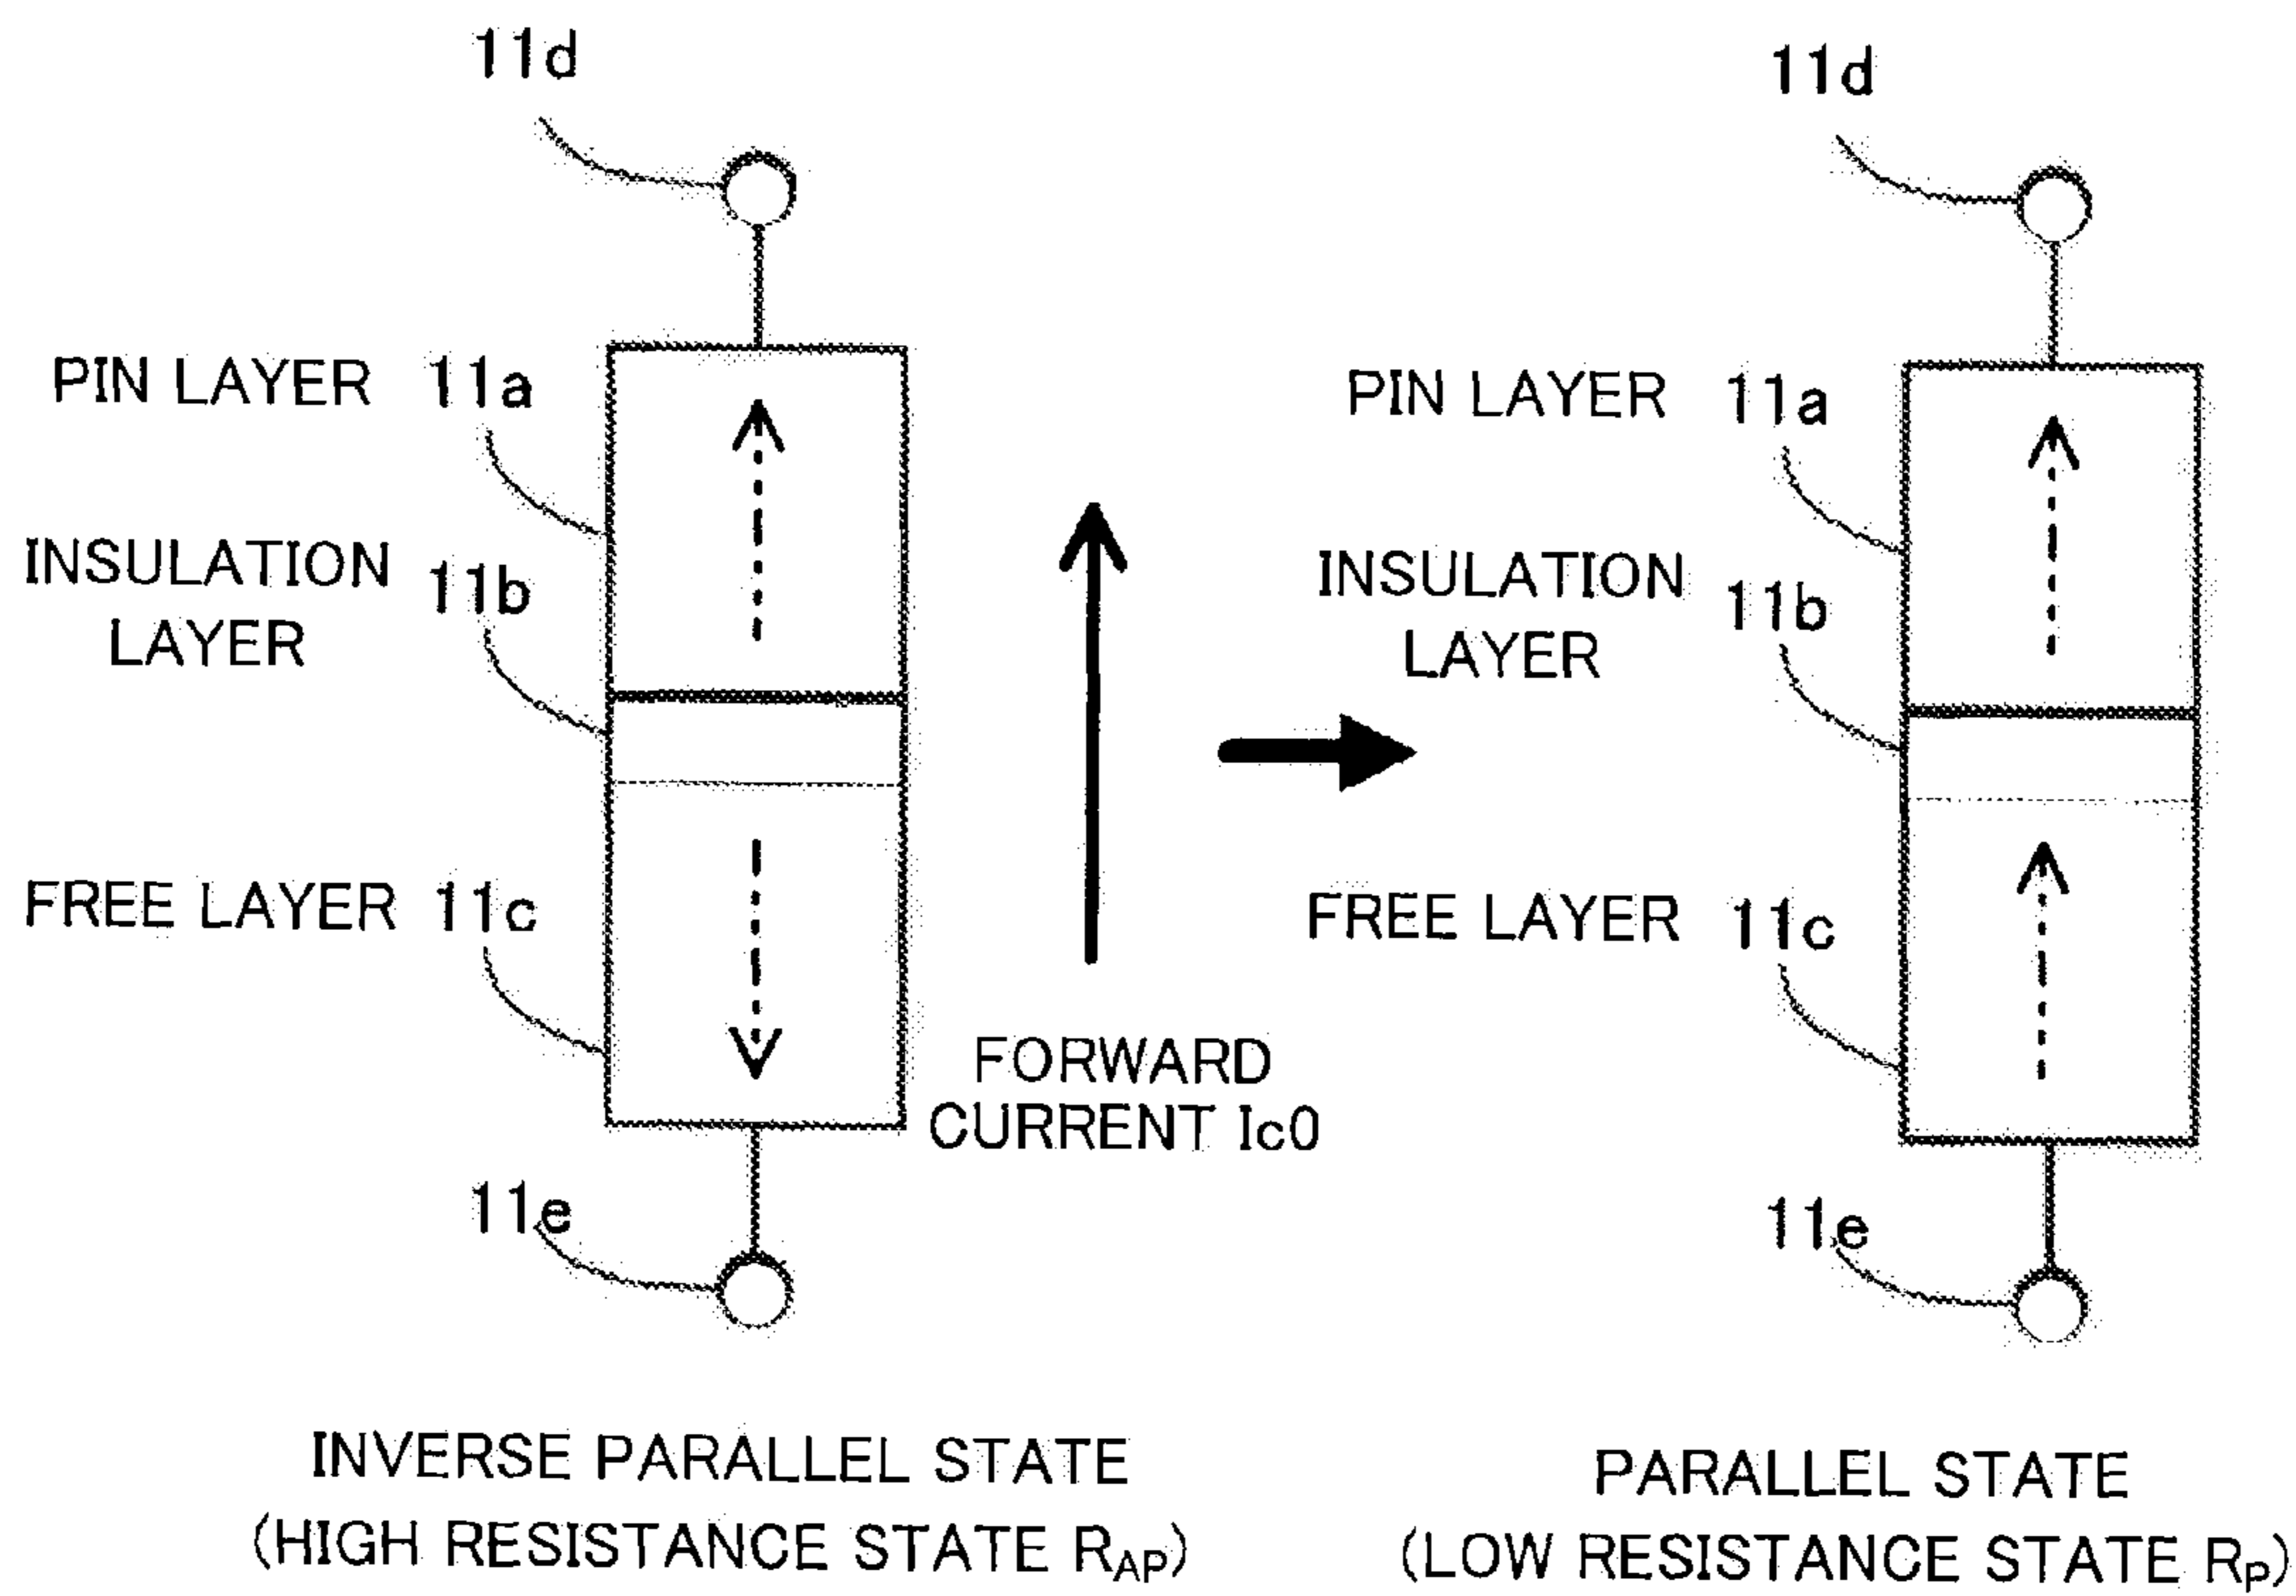 11d
PIN LAYER 11a
INSULATION
LAYER
11b
FREE LAYER 11c
11e
FORWARD
CURRENT Ic0
INVERSE PARALLEL STATE
(HIGH RESISTANCE STATE RAP)
11d
PIN LAYER 11a
INSULATION
LAYER
11b
FREE LAYER 11c
11e
PARALLEL STATE
(LOW RESISTANCE STATE RP)